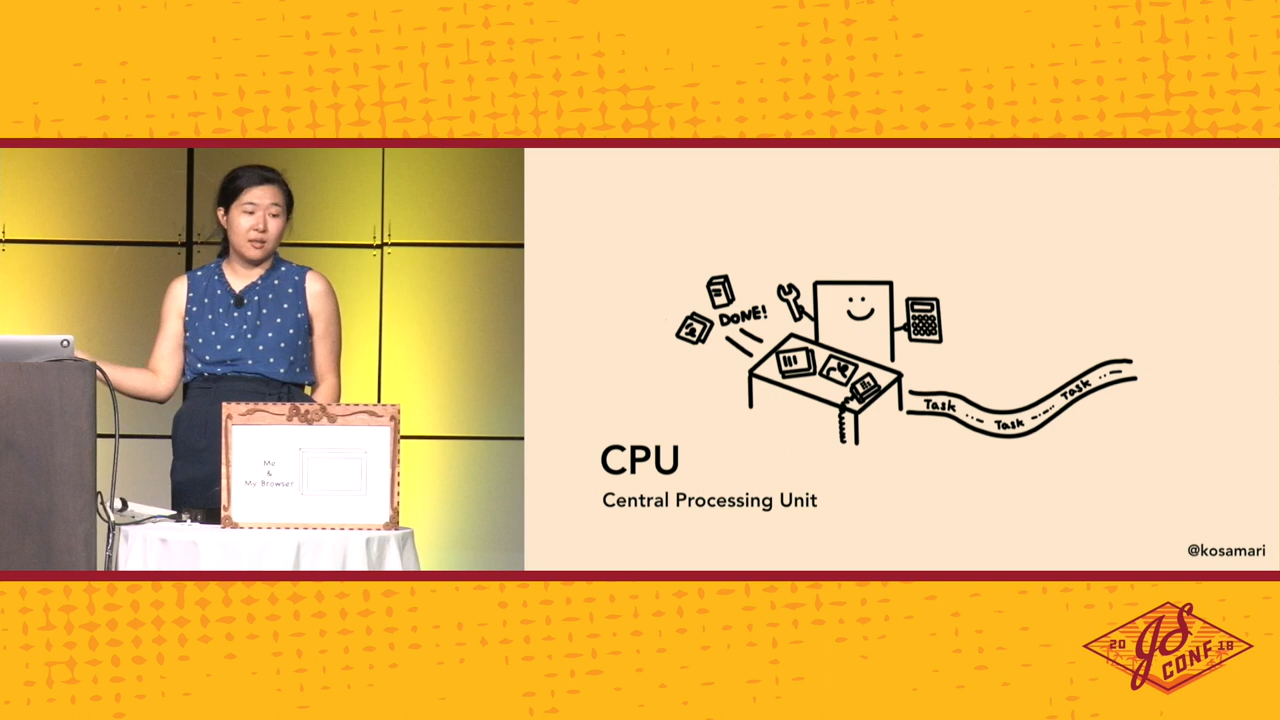 Me
&
My Browser
DONE!
Task
Task
Task
CPU
Central Processing Unit
@kosamari
20 JS CONF 18